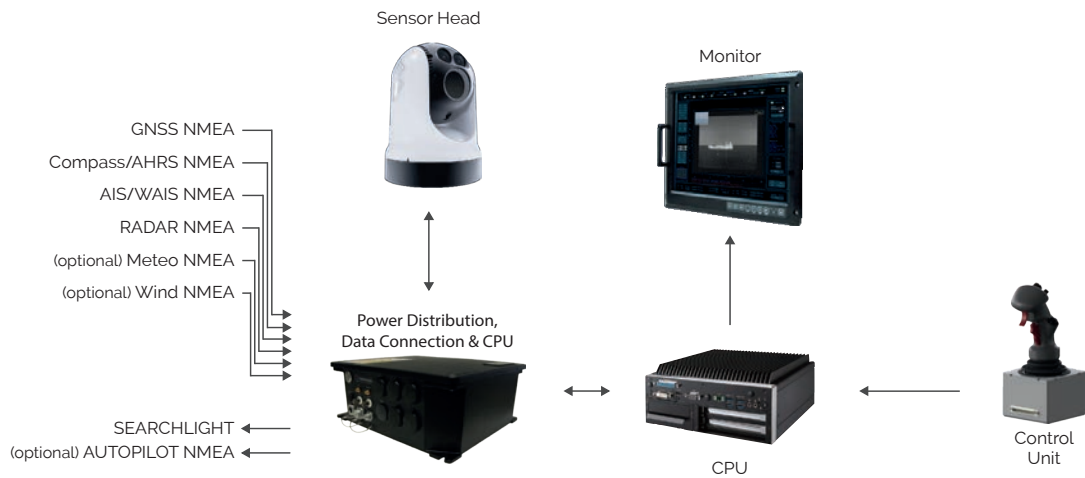 Sensor Head
Monitor
GNSS NMEA
Compass/AHRS NMEA
AIS/WAIS NMEA
RADAR NMEA
(optional) Meteo NMEA
(optional) Wind NMEA
Power Distribution,
Data Connection & CPU
SEARCHLIGHT
(optional) AUTOPILOT NMEA
CPU
Control
Unit